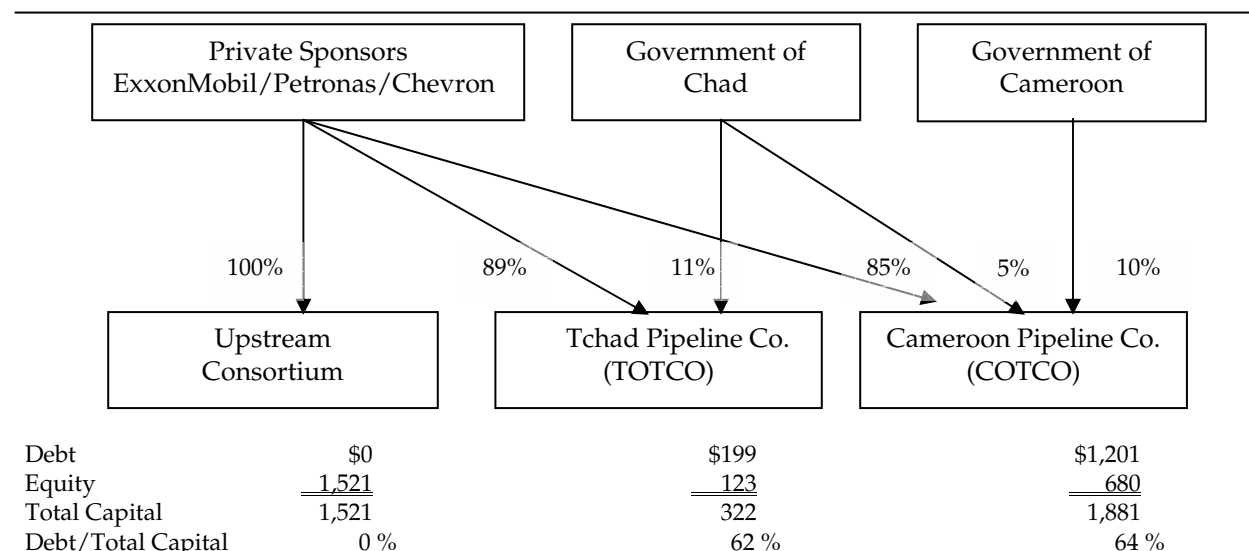 Private Sponsors
ExxonMobil/Petronas/Chevron
Government of
Chad
Government of
Cameroon
100% 89% 11% 85% 5% 10%
Upstream
Consortium
Tchad Pipeline Co.
(TOTCO)
Cameroon Pipeline Co.
(COTCO)
Debt $0 $199 $1,201
Equity 1,521 123 680
Total Capital 1,521 322 1,881
Debt/Total Capital 0 % 62 % 64 %